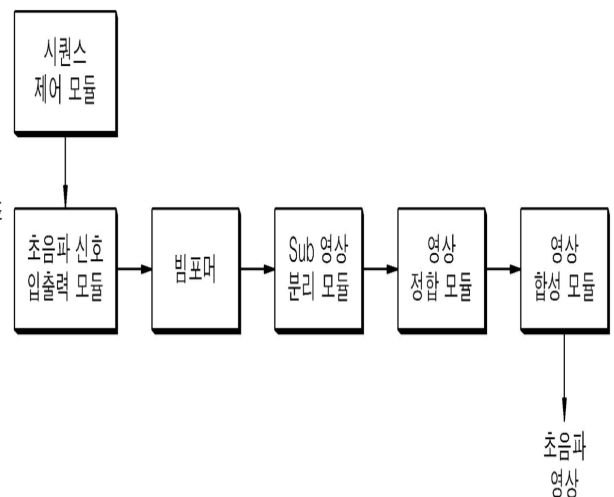 시퀀스
제어 모듈
초음파 신호
입출력 모듈
빔포머
Sub 영상
분리 모듈
영상
정합 모듈
영상
합성 모듈
초음파
영상